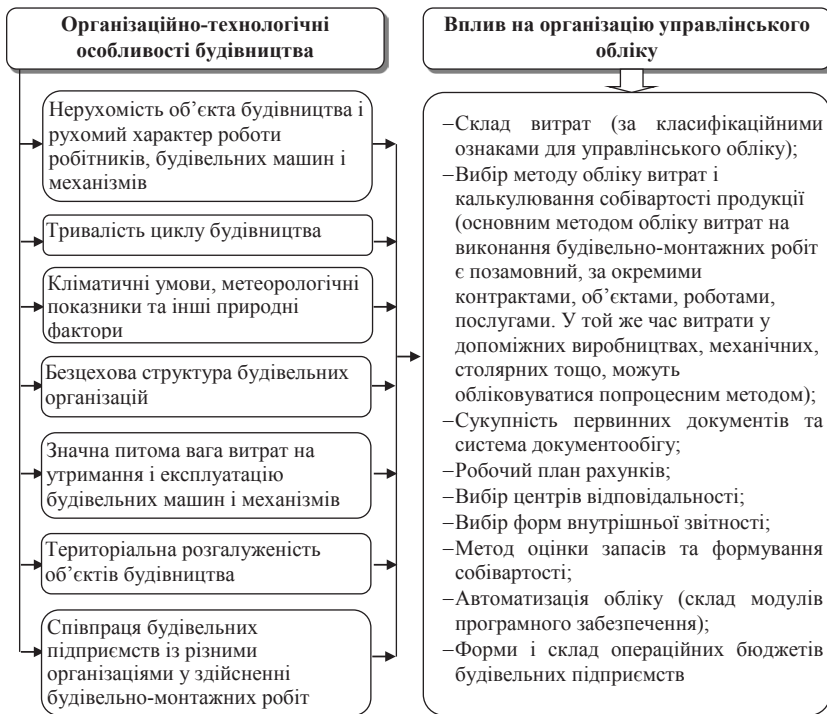 Організаційно-технологічні
особливості будівництва
Нерухомість об’єкта будівництва і
рухомий характер роботи
робітників, будівельних машин і
механізмів
Тривалість циклу будівництва
Кліматичні умови, метеорологічні
показники та інші природні
фактори
Безцехова структура будівельних
організацій
Значна питома вага витрат на
утримання і експлуатацію
будівельних машин і механізмів
Територіальна розгалуженість
об’єктів будівництва
Співпраця будівельних
підприємств із різними
організаціями у здійсненні
будівельно-монтажних робіт
Вплив на організацію управлінського
обліку
–Склад витрат (за класифікаційними
ознаками для управлінського обліку);
–Вибір методу обліку витрат і
калькулювання собівартості продукції
(основним методом обліку витрат на
виконання будівельно-монтажних робіт
є позамовний, за окремими
контрактами, об’єктами, роботами,
послугами. У той же час витрати у
допоміжних виробництвах, механічних,
столярних тощо, можуть
обліковуватися попроцесним методом);
–Сукупність первинних документів та
система документообігу;
–Робочий план рахунків;
–Вибір центрів відповідальності;
–Вибір форм внутрішньої звітності;
–Метод оцінки запасів та формування
собівартості;
–Автоматизація обліку (склад модулів
програмного забезпечення);
–Форми і склад операційних бюджетів
будівельних підприємств